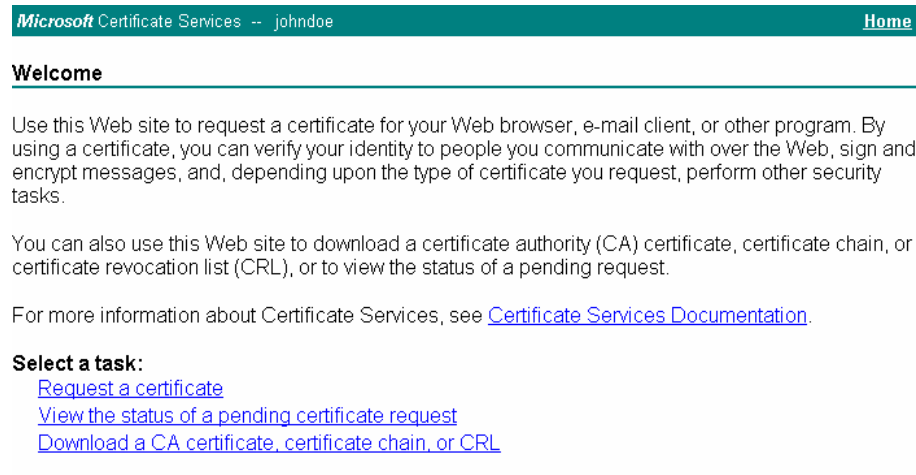 Microsoft Certificate Services -- johndoe Home
Welcome
Use this Web site to request a certificate for your Web browser, e-mail client, or other program. By
using a certificate, you can verify your identity to people you communicate with over the Web, sign and
encrypt messages, and, depending upon the type of certificate you request, perform other security
tasks.
You can also use this Web site to download a certificate authority (CA) certificate, certificate chain, or
certificate revocation list (CRL), or to view the status of a pending request.
For more information about Certificate Services, see Certificate Services Documentation.
Select a task:
Request a certificate
View the status of a pending certificate request
Download a CA certificate, certificate chain, or CRL